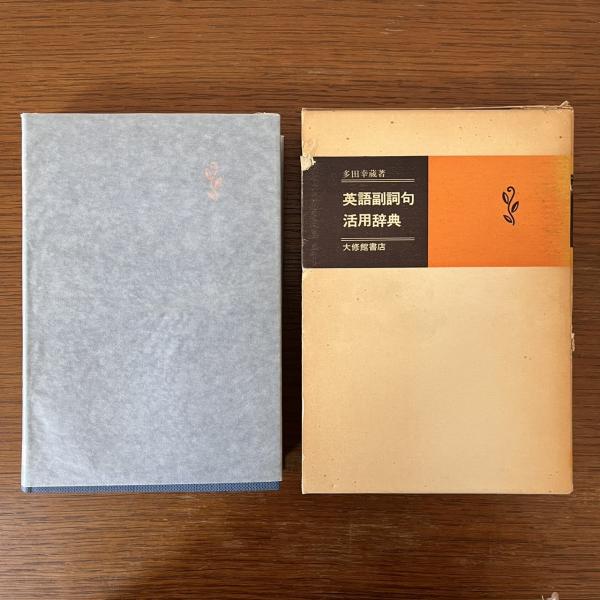 多田幸蔵著
英語副詞句
活用辞典
大修館書店